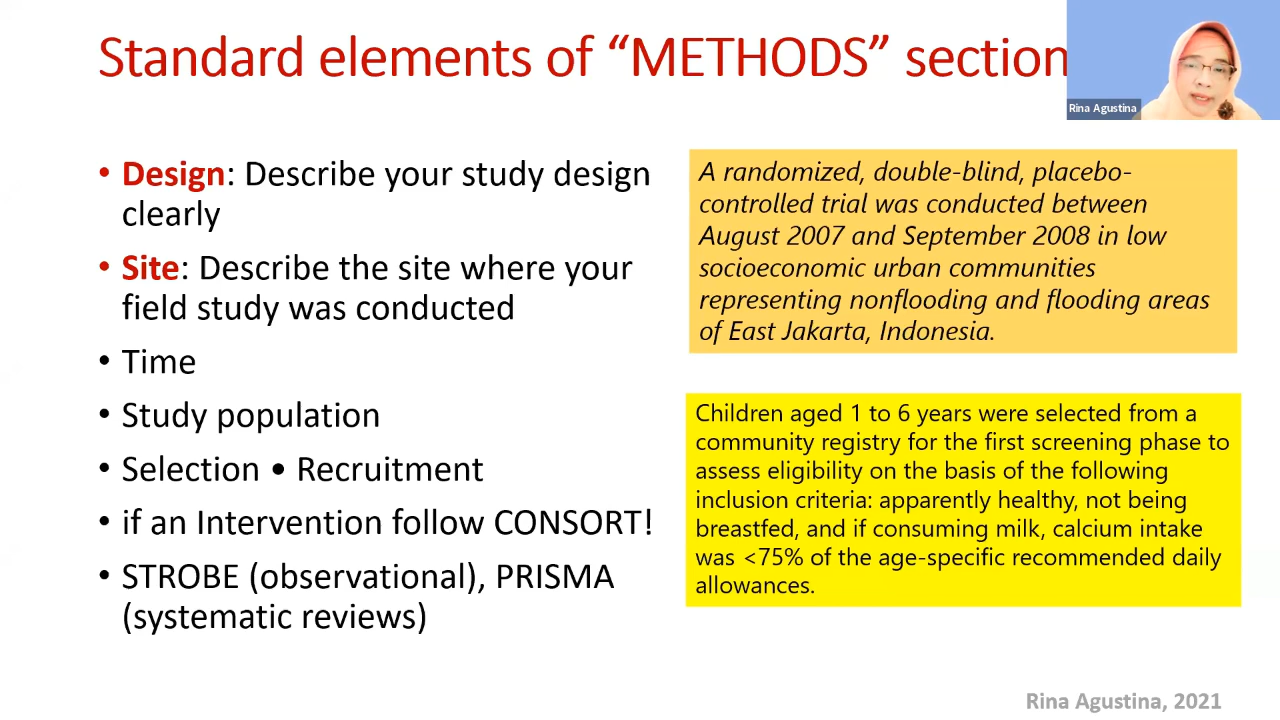 Standard elements of “METHODS” section
Rina Agustina
• Design: Describe your study design
clearly
• Site: Describe the site where your
field study was conducted
• Time
• Study population
• Selection • Recruitment
• if an Intervention follow CONSORT!
• STROBE (observational), PRISMA
(systematic reviews)
A randomized, double-blind, placebo-
controlled trial was conducted between
August 2007 and September 2008 in low
socioeconomic urban communities
representing nonflooding and flooding areas
of East Jakarta, Indonesia.
Children aged 1 to 6 years were selected from a
community registry for the first screening phase to
assess eligibility on the basis of the following
inclusion criteria: apparently healthy, not being
breastfed, and if consuming milk, calcium intake
was <75% of the age-specific recommended daily
allowances.
Rina Agustina, 2021